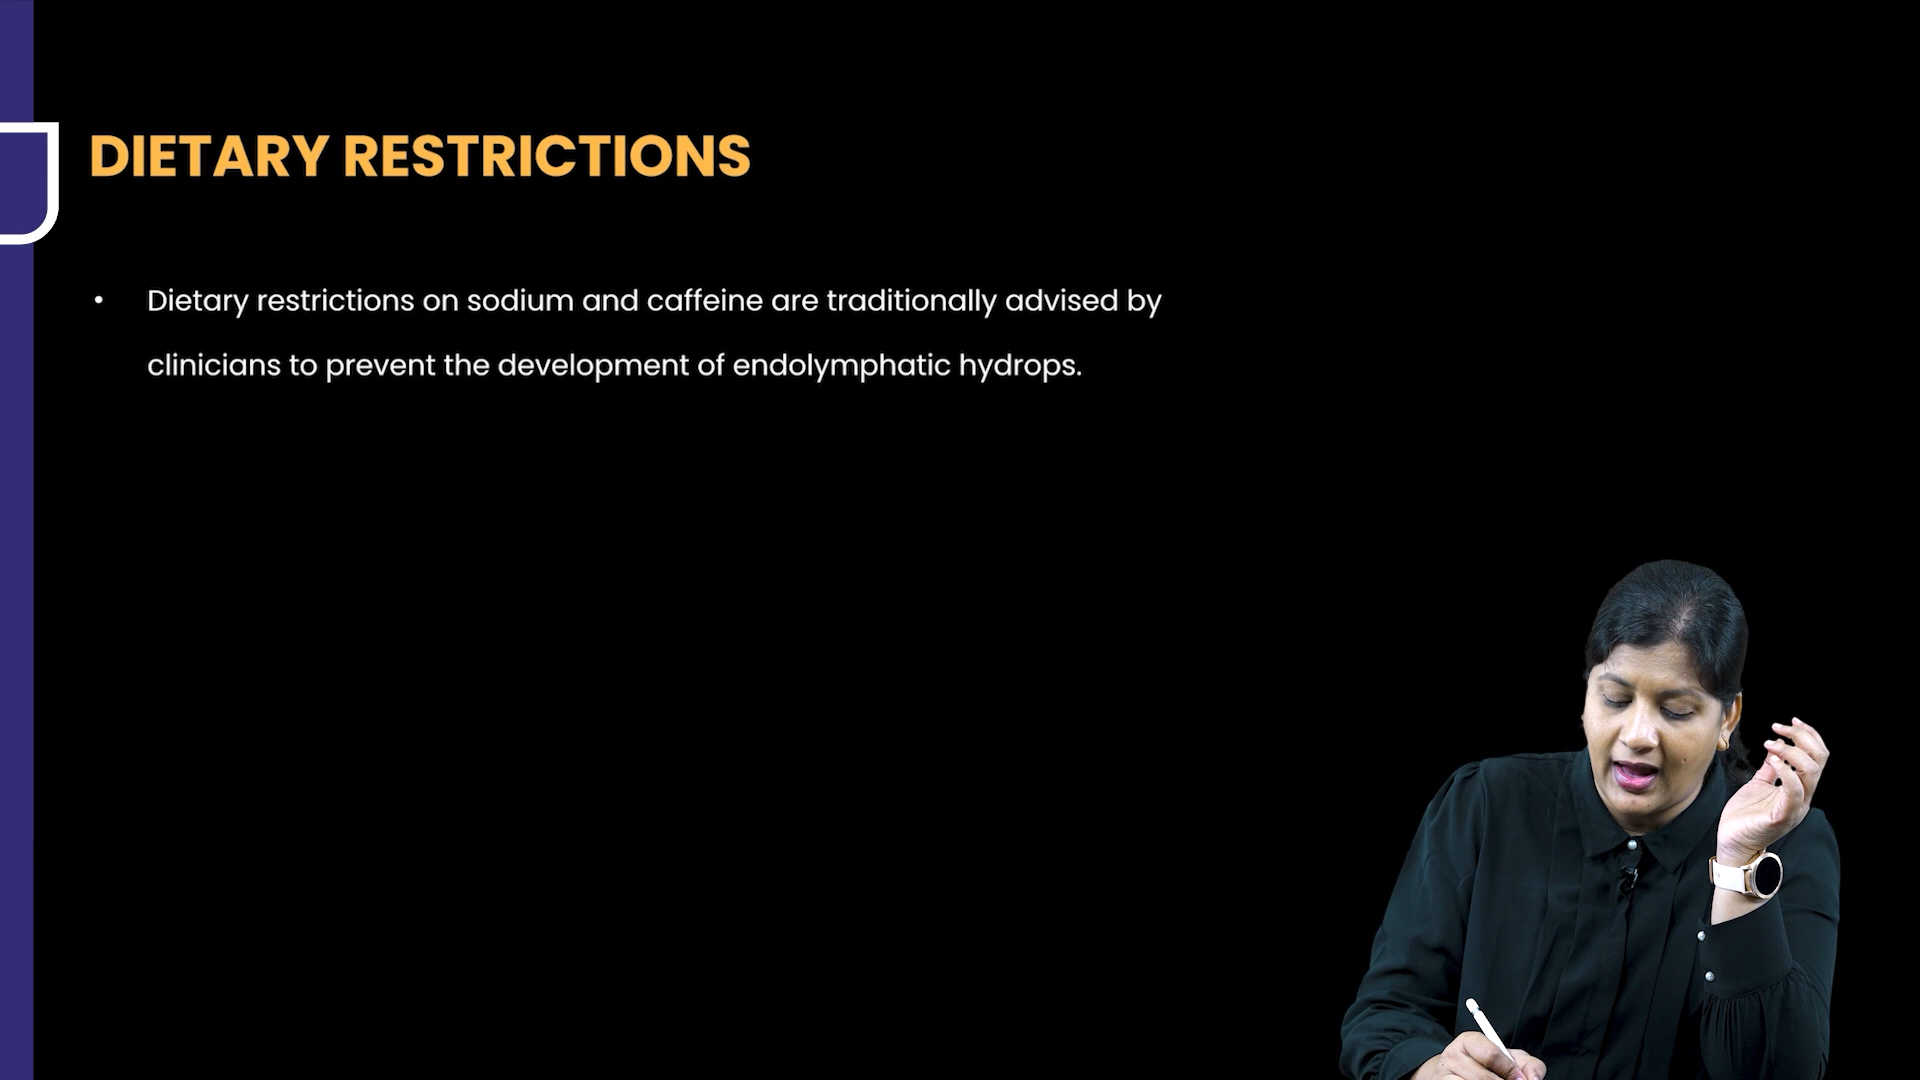 DIETARY RESTRICTIONS
• Dietary restrictions on sodium and caffeine are traditionally advised by
clinicians to prevent the development of endolymphatic hydrops.